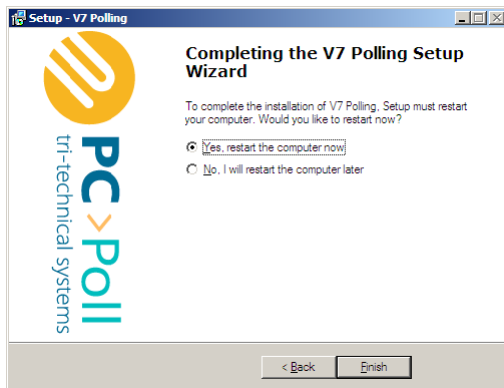 Setup - V7 Polling
Completing the V7 Polling Setup
Wizard
To complete the installation of V7 Polling, Setup must restart
your computer. Would you like to restart now?
Yes, restart the computer now
No, I will restart the computer later
PC>Poll
tri-technical systems
< Back
Finish